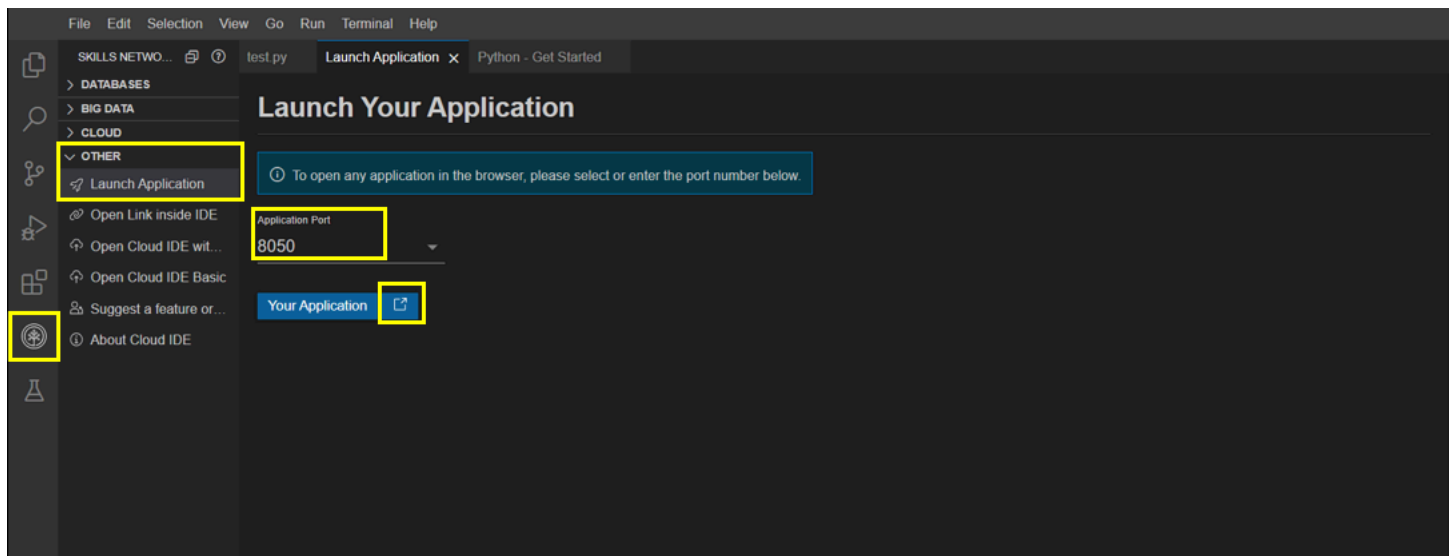 File Edit Selection View Go Run Terminal Help
SKILLS NETWO...
test.py Launch Application Python - Get Started
DATABASES
BIG DATA
CLOUD
OTHER
Launch Application
Open Link inside IDE
Open Cloud IDE wit...
Open Cloud IDE Basic
Suggest a feature or...
About Cloud IDE
Launch Your Application
To open any application in the browser, please select or enter the port number below.
Application Port
8050
Your Application